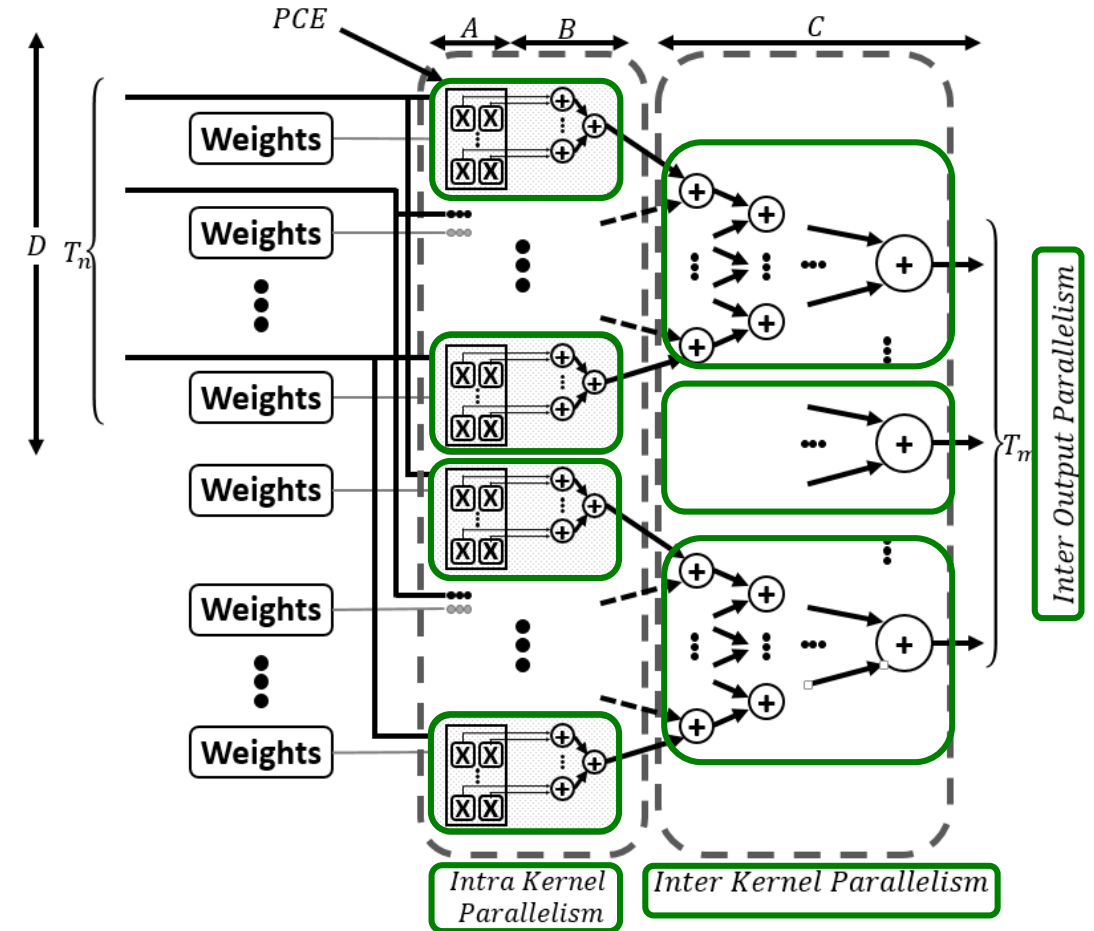 PCE
A
B
C
D
T_n
Weights
Weights
Weights
Weights
Weights
Weights
X X
X X
+
+
+
X X
X X
+
+
+
X X
X X
+
+
+
X X
X X
+
+
+
+
+
+
+
+
+
+
+
+
+
+
T_m
Inter Output Parallelism
Intra Kernel
Parallelism
Inter Kernel Parallelism